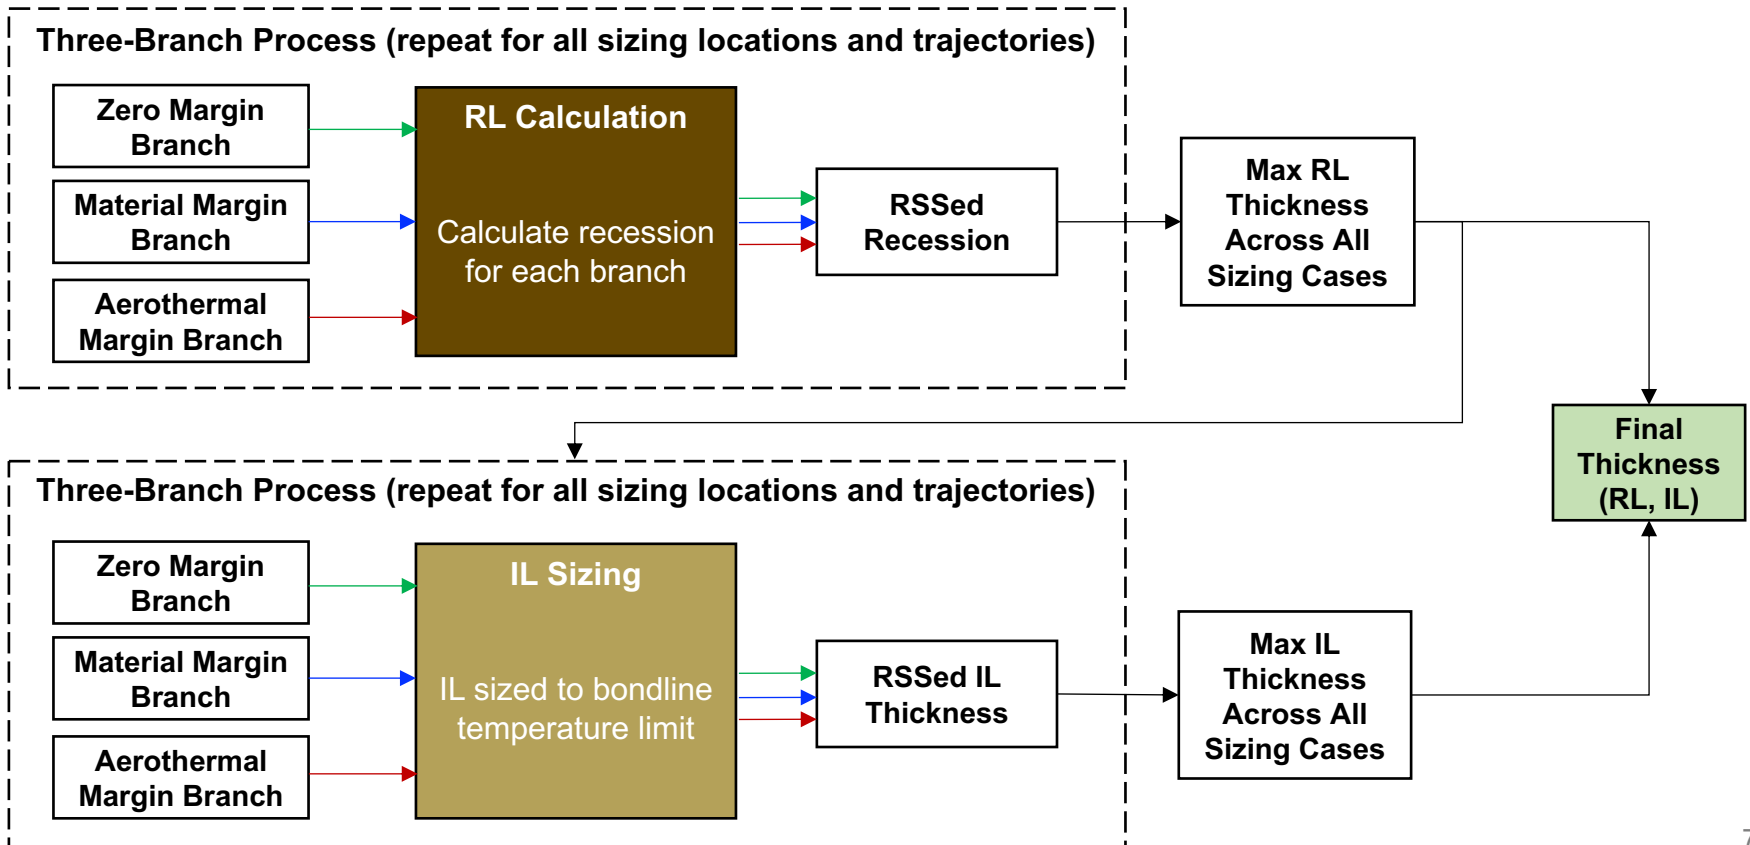 Three-Branch Process (repeat for all sizing locations and trajectories)
Zero Margin
Branch
Material Margin
Branch
Aerothermal
Margin Branch
RL Calculation
Calculate recession
for each branch
RSSed
Recession
Max RL
Thickness
Across All
Sizing Cases
Final
Thickness
(RL, IL)
Three-Branch Process (repeat for all sizing locations and trajectories)
Zero Margin
Branch
Material Margin
Branch
Aerothermal
Margin Branch
IL Sizing
IL sized to bondline
temperature limit
RSSed IL
Thickness
Max IL
Thickness
Across All
Sizing Cases
7